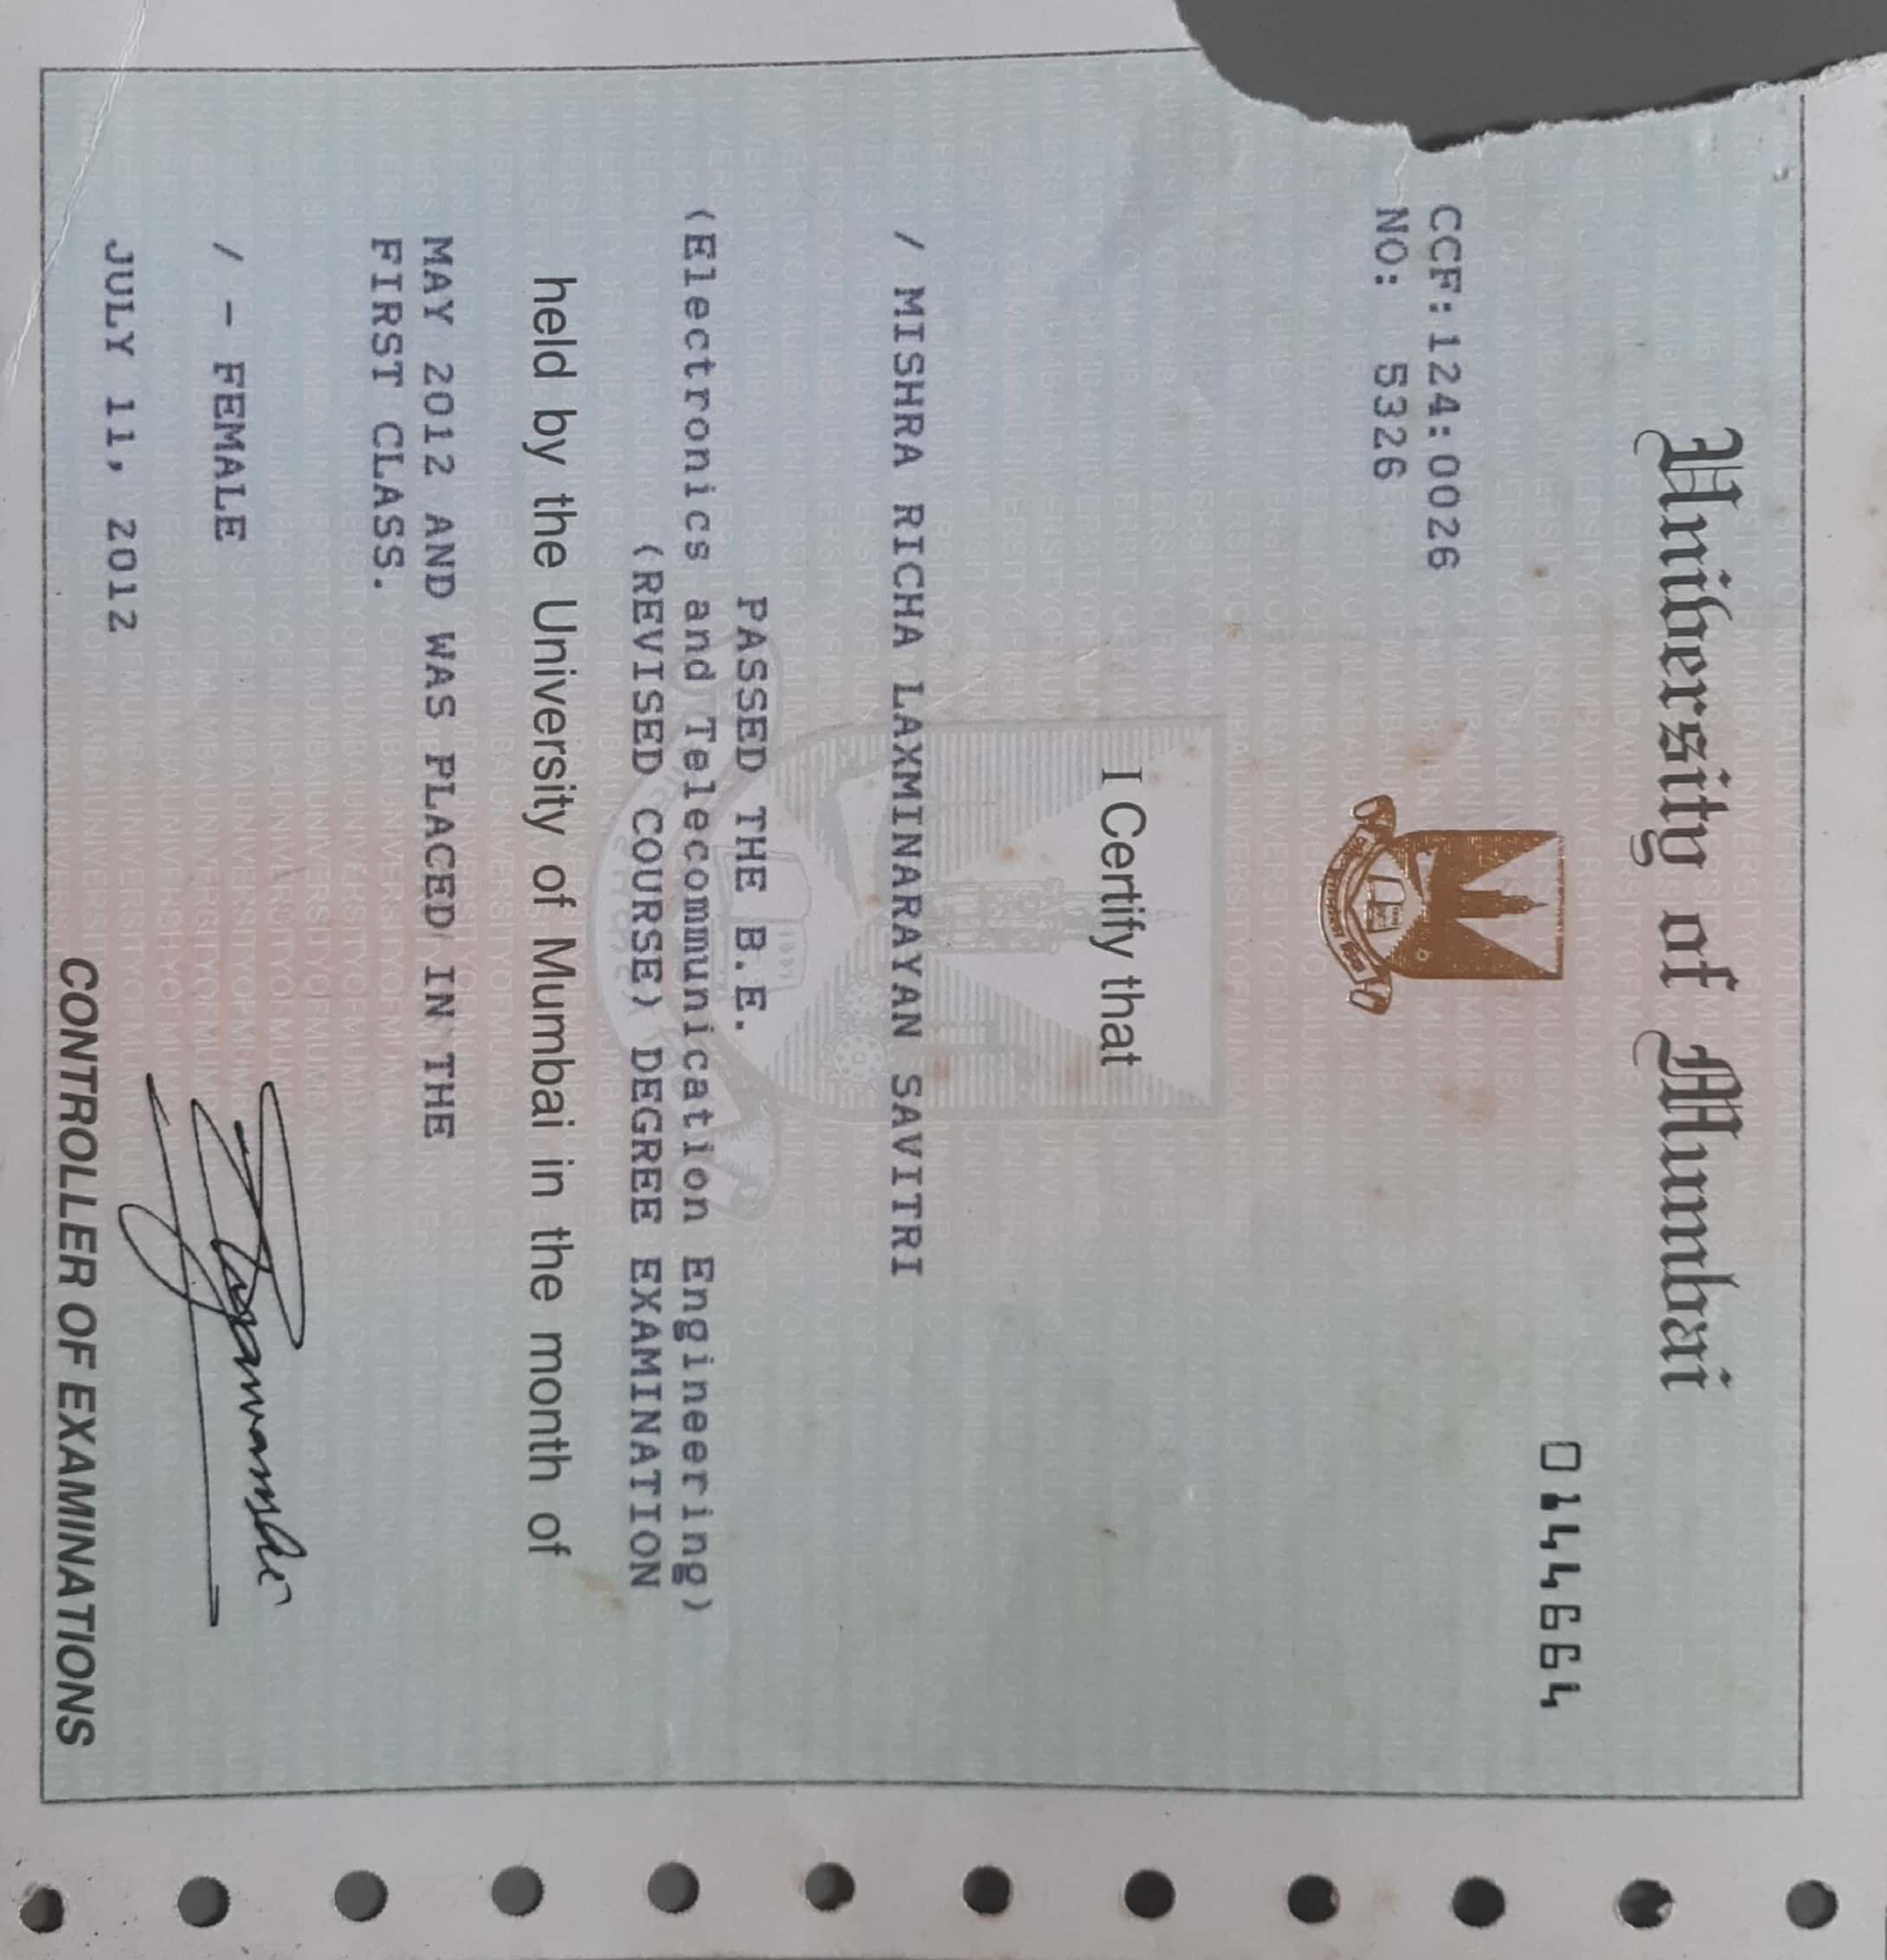 University of Mumbai
0144664
CCF:124:0026
NO: 5326
I Certify that
/ MISHRA RICHA LAXMINARAYAN SAVITRI
PASSED THE B.E.
(Electronics and Telecommunication Engineering)
(REVISED COURSE) DEGREE EXAMINATION
held by the University of Mumbai in the month of
MAY 2012 AND WAS PLACED IN THE
FIRST CLASS.
/ - FEMALE
JULY 11, 2012
CONTROLLER OF EXAMINATIONS